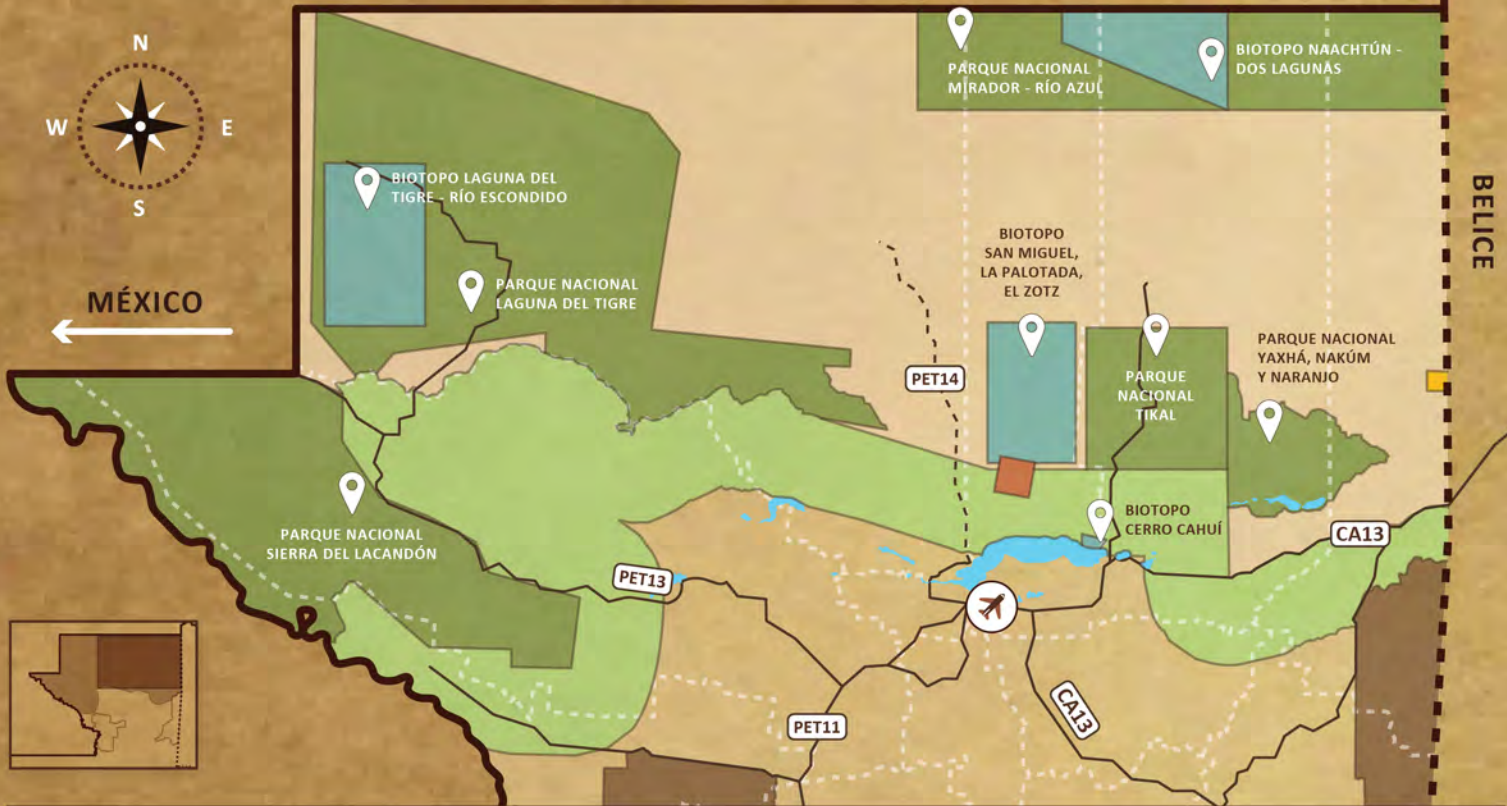 N
W
E
S
MÉXICO
BELICE
PARQUE NACIONAL
MIRADOR - RÍO AZUL
BIOTOPO NAACHTÚN -
DOS LAGUNAS
BIOTOPO LAGUNA DEL
TIGRE - RÍO ESCONDIDO
PARQUE NACIONAL
LAGUNA DEL TIGRE
BIOTOPO
SAN MIGUEL,
LA PALOTADA,
EL ZOTZ
PARQUE
NACIONAL
TIKAL
PARQUE NACIONAL
YAXHÁ, NAKÚM
Y NARANJO
PET14
PARQUE NACIONAL
SIERRA DEL LACANDÓN
BIOTOPO
CERRO CAHUÍ
CA13
PET13
CA13
PET11